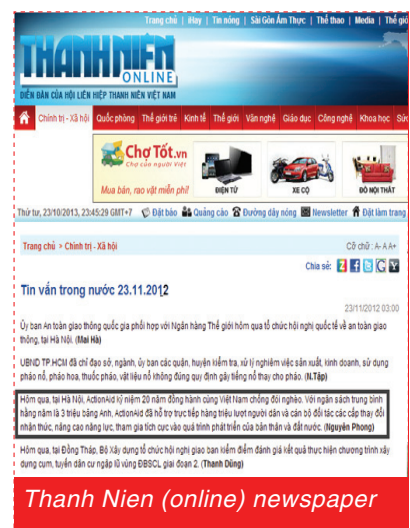 Trang chủ | iHay | Tin nóng | Sài Gòn Ẩm Thực | Thể thao | Media | Thế giớ
THANH NIÊN
ONLINE
DIỄN ĐÀN CỦA HỘI LIÊN HIỆP THANH NIÊN VIỆT NAM
Chính trị - Xã hội Quốc phòng Thế giới trẻ Kinh tế Thế giới Văn nghệ Giáo dục Công nghệ Khoa học Sức
Chợ Tốt.vn
Chợ của người Việt
Mua bán, rao vặt miễn phí!
ĐIỆN TỬ XE CỘ ĐỒ NỘI THẤT
Thứ tư, 23/10/2013, 23:45:29 GMT+7 Đặt báo Quảng cáo Đường dây nóng Newsletter Đặt làm trang
Trang chủ > Chính trị - Xã hội Cỡ chữ : A- A A+
Chia sẻ:
Tin vắn trong nước 23.11.2012
23/11/2012 03:00
Ủy ban An toàn giao thông quốc gia phối hợp với Ngân hàng Thế giới hôm qua tổ chức hội nghị quốc tế về an toàn giao
thông, tại Hà Nội. (Mai Hà)
UBND TP.HCM đã chỉ đạo sở, ngành, ủy ban các quận, huyện kiểm tra, xử lý nghiêm việc sản xuất, kinh doanh, sử dụng
pháo nổ, pháo hoa, thuốc pháo, vật liệu nổ không đúng quy định gây tiếng nổ thay cho pháo. (N.Tập)
Hôm qua, tại Hà Nội, ActionAid kỷ niệm 20 năm đồng hành cùng Việt Nam chống đói nghèo. Với ngân sách trung bình
hằng năm là 3 triệu bảng Anh, ActionAid đã hỗ trợ trực tiếp hàng triệu lượt người dân và cán bộ đối tác các cấp thay đổi
nhận thức, nâng cao năng lực, tham gia tích cực vào quá trình phát triển của bản thân và đất nước. (Nguyên Phong)
Hôm qua, tại Đồng Tháp, Bộ Xây dựng tổ chức hội nghị giao ban kiểm điểm đánh giá kết quả thực hiện chương trình xây
dựng cụm, tuyến dân cư ngập lũ vùng ĐBSCL giai đoạn 2. (Thanh Dũng)
Thanh Nien (online) newspaper